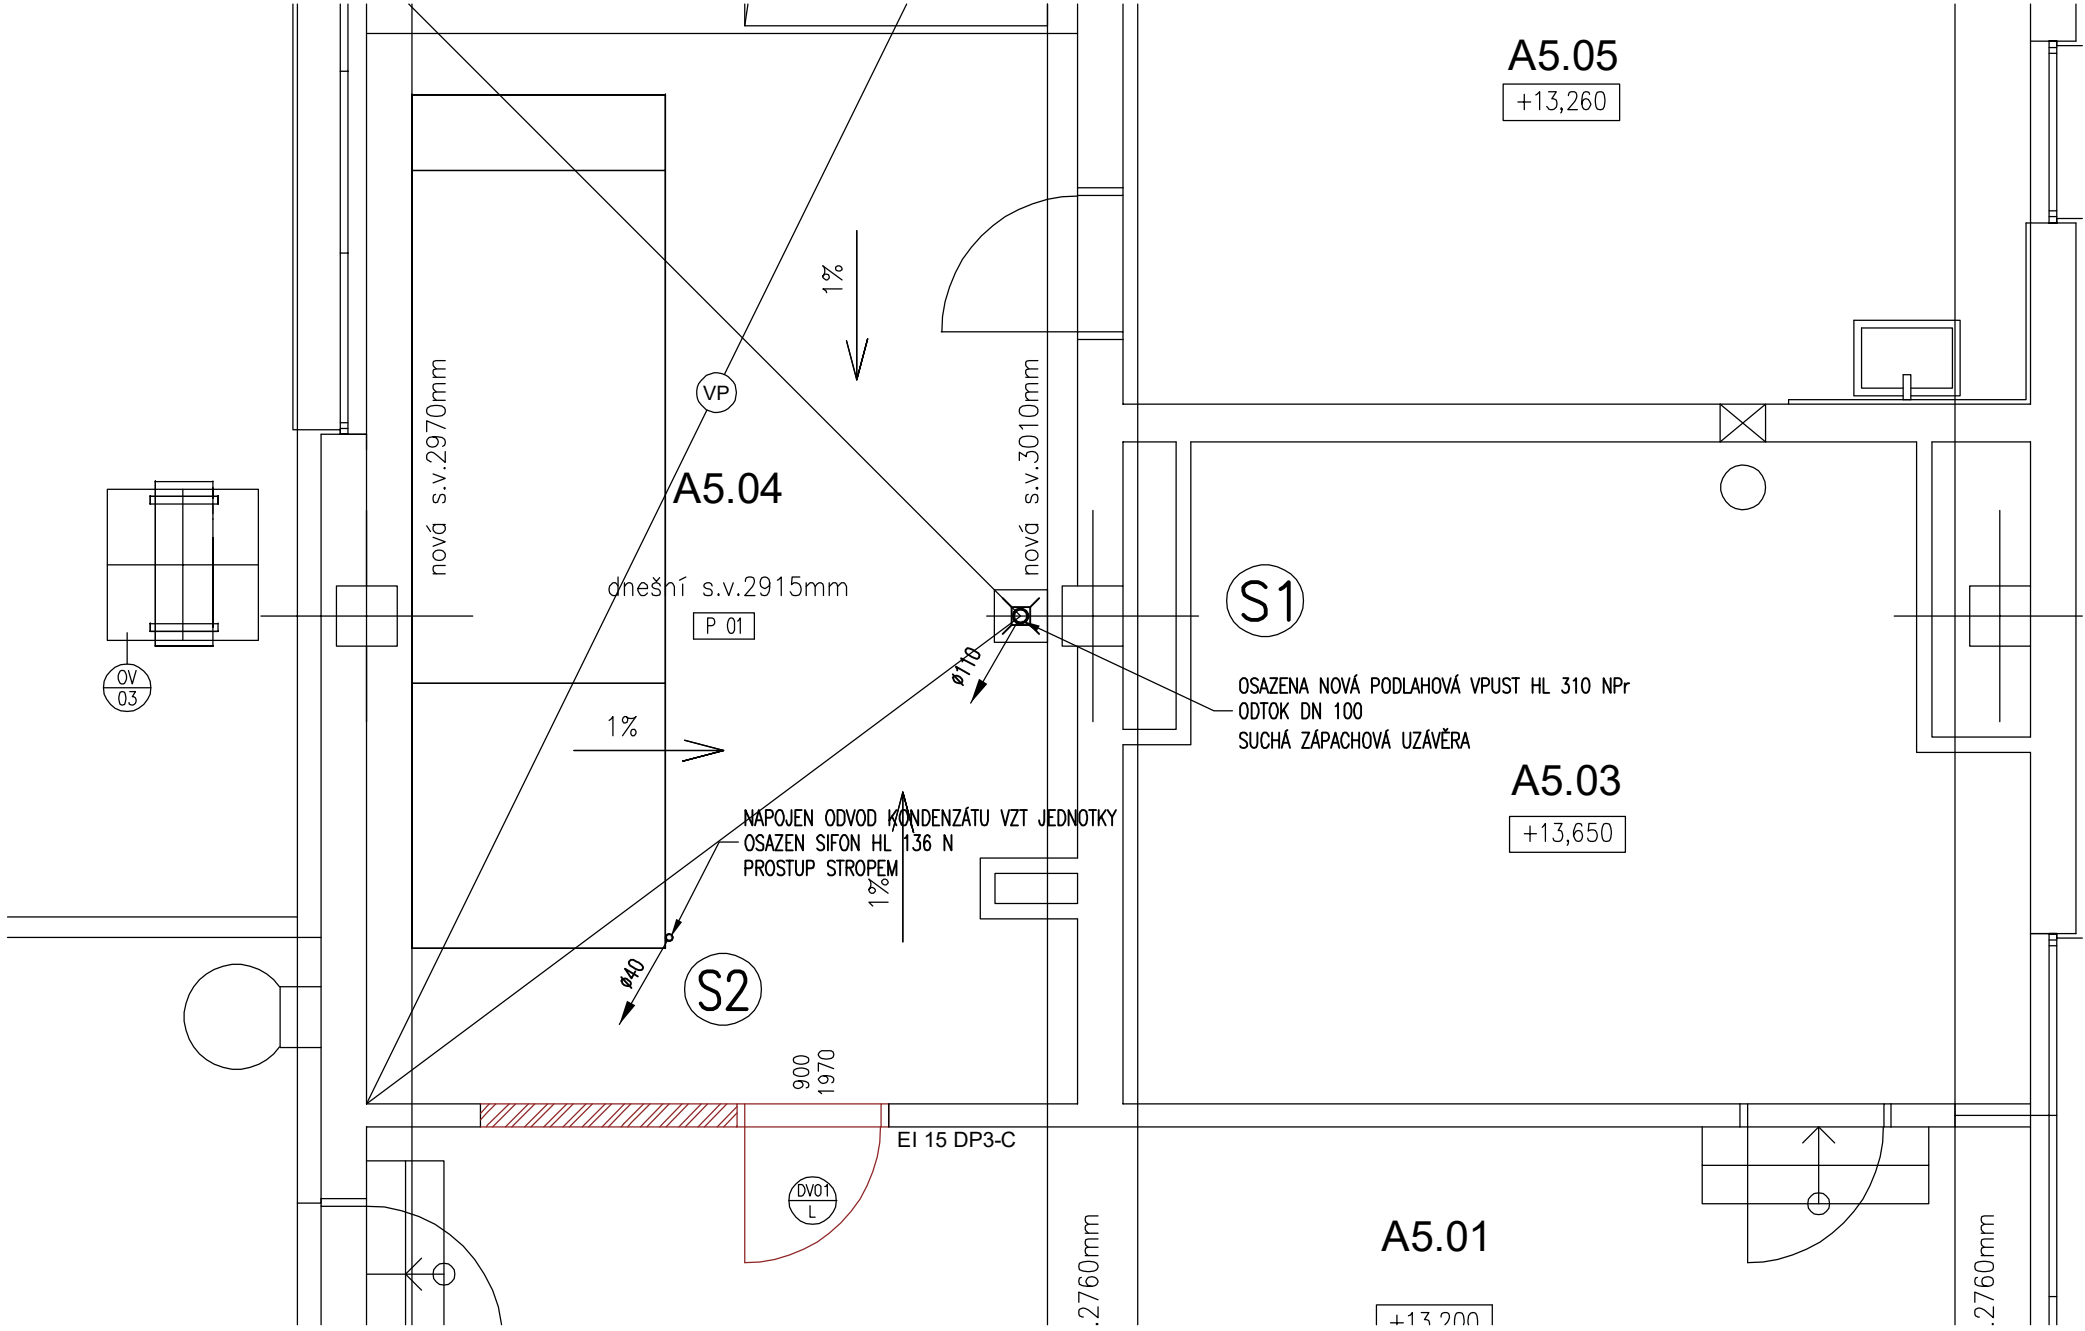 A5.05
+13,260
1%
nová s.v.2970mm
VP
nová s.v.3010mm
A5.04
dnešní s.v.2915mm
P 01
S1
OV
03
ø110
OSAZENA NOVÁ PODLAHOVÁ VPUST HL 310 NPr
ODTOK DN 100
SUCHÁ ZÁPACHOVÁ UZÁVĚRA
1%
A5.03
+13,650
NAPOJEN ODVOD KONDENZÁTU VZT JEDNOTKY
OSAZEN SIFON HL 136 N
PROSTUP STROPEM
1%
ø40
S2
900
1970
EI 15 DP3-C
DV01
L
A5.01
.2760mm
.2760mm
+13,200